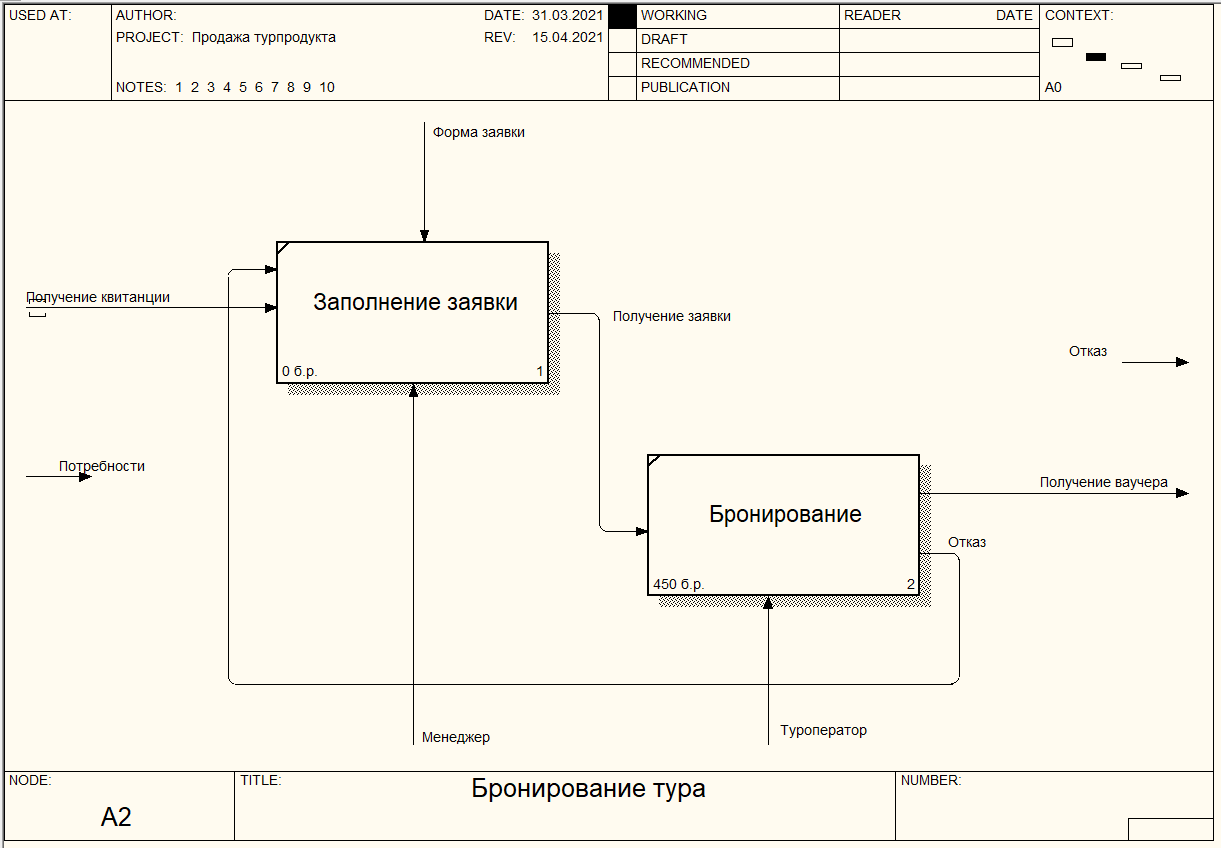 USED AT:
AUTHOR:
DATE: 31.03.2021
PROJECT: Продажа турпродукта
REV: 15.04.2021
NOTES: 1 2 3 4 5 6 7 8 9 10
WORKING
DRAFT
RECOMMENDED
PUBLICATION
READER DATE
CONTEXT:
A0
Форма заявки
Получение квитанции
Заполнение заявки
0 б.р. 1
Получение заявки
Отказ
Потребности
Получение ваучера
Бронирование
450 б.р. 2
Отказ
Менеджер
Туроператор
NODE:
A2
TITLE:
Бронирование тура
NUMBER: